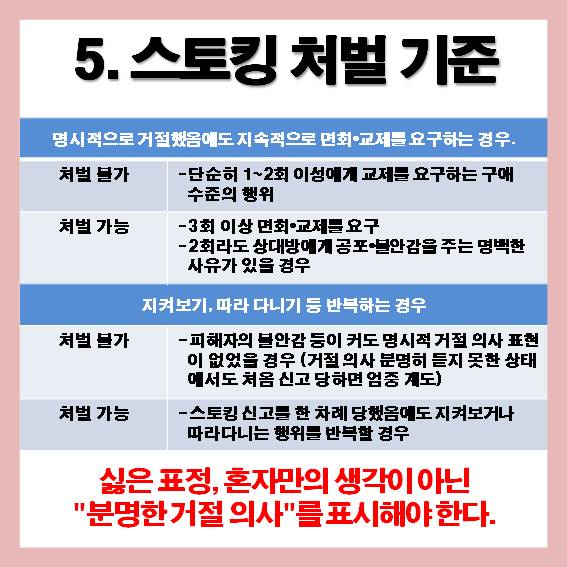 5. 스토킹 처벌 기준
명시적으로 거절했음에도 지속적으로 면회•교제를 요구하는 경우.
처벌 불가
-단순히 1~2회 이성에게 교제를 요구하는 구애
수준의 행위
처벌 가능
-3회 이상 면회•교제를 요구
-2회라도 상대방에게 공포•불안감을 주는 명백한
사유가 있을 경우
지켜보기, 따라 다니기 등 반복하는 경우
처벌 불가
-피해자의 불안감 등이 커도 명시적 거절 의사 표현
이 없었을 경우 (거절 의사 분명히 듣지 못한 상태
에서도 처음 신고 당하면 엄중 계도)
처벌 가능
-스토킹 신고를 한 차례 당했음에도 지켜보거나
따라다니는 행위를 반복할 경우
싫은 표정, 혼자만의 생각이 아닌
"분명한 거절 의사"를 표시해야 한다.